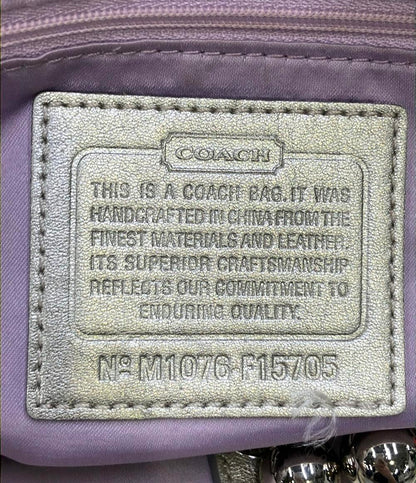 COACH
THIS IS A COACH BAG. IT WAS
HANDCRAFTED IN CHINA FROM THE
FINEST MATERIALS AND LEATHER.
ITS SUPERIOR CRAFTSMANSHIP
REFLECTS OUR COMMITMENT TO
ENDURING QUALITY.
Nº M1076-F15705